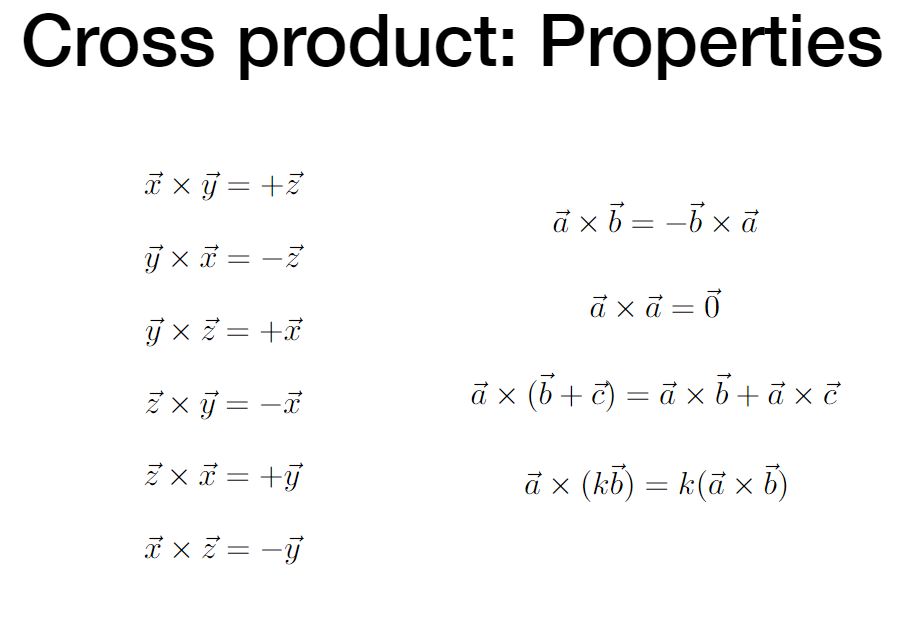 Cross product: Properties
$\vec{x} \times \vec{y} = +\vec{z}$
$\vec{y} \times \vec{x} = -\vec{z}$
$\vec{y} \times \vec{z} = +\vec{x}$
$\vec{z} \times \vec{y} = -\vec{x}$
$\vec{z} \times \vec{x} = +\vec{y}$
$\vec{x} \times \vec{z} = -\vec{y}$
$\vec{a} \times \vec{b} = -\vec{b} \times \vec{a}$
$\vec{a} \times \vec{a} = \vec{0}$
$\vec{a} \times (\vec{b} + \vec{c}) = \vec{a} \times \vec{b} + \vec{a} \times \vec{c}$
$\vec{a} \times (k\vec{b}) = k(\vec{a} \times \vec{b})$